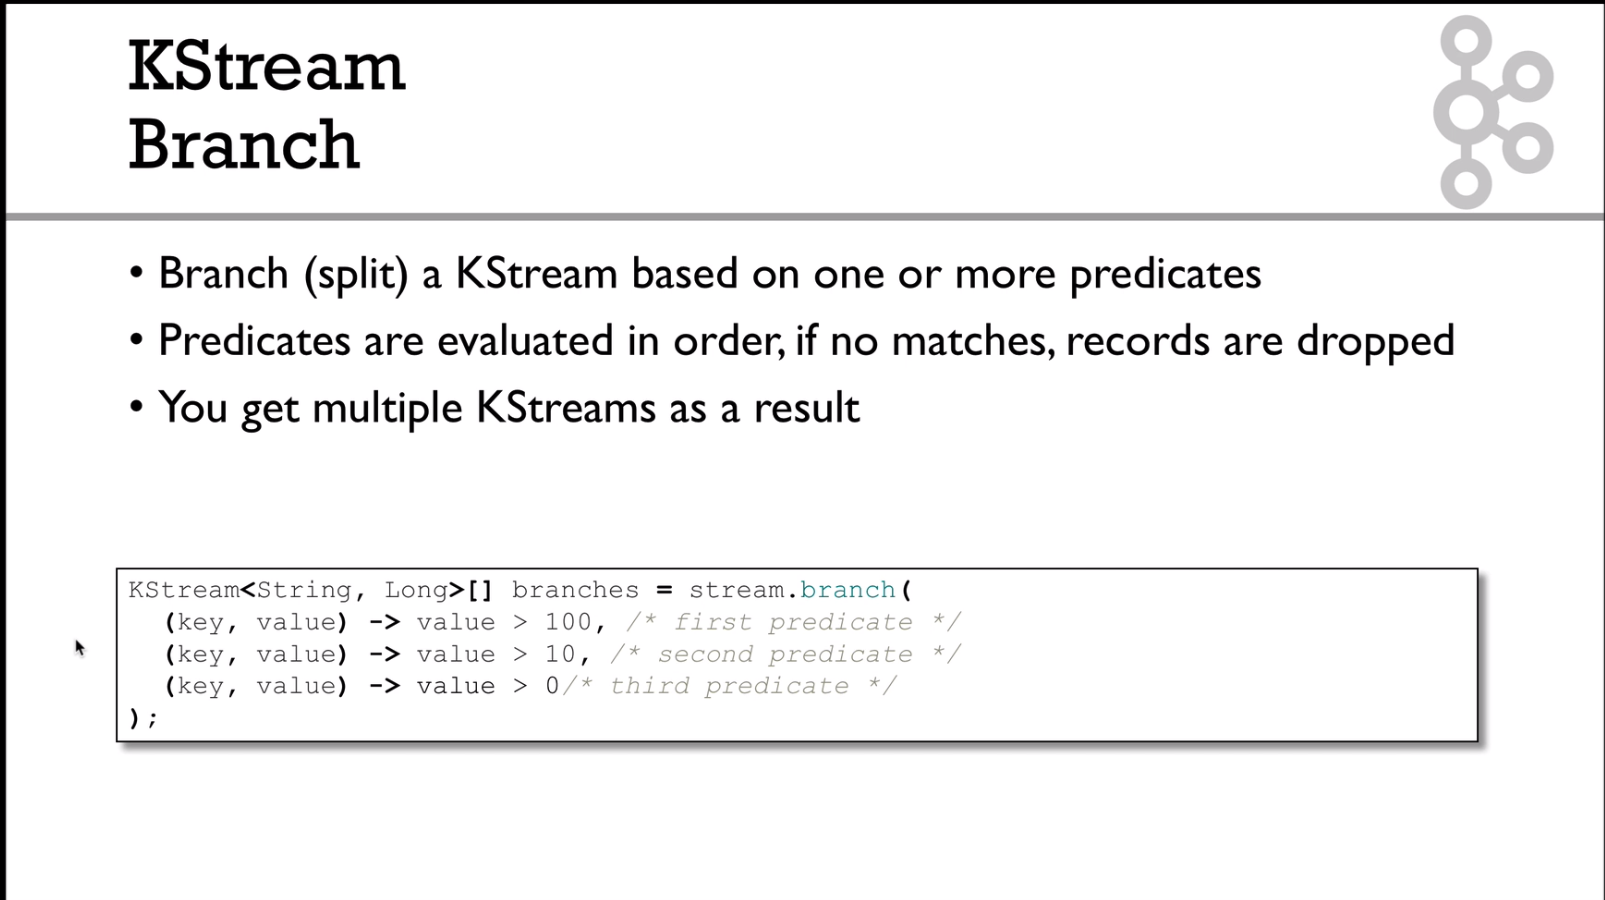 KStream
Branch
• Branch (split) a KStream based on one or more predicates
• Predicates are evaluated in order, if no matches, records are dropped
• You get multiple KStreams as a result
KStream<String, Long>[] branches = stream.branch(
  (key, value) -> value > 100, /* first predicate */
  (key, value) -> value > 10, /* second predicate */
  (key, value) -> value > 0/* third predicate */
);